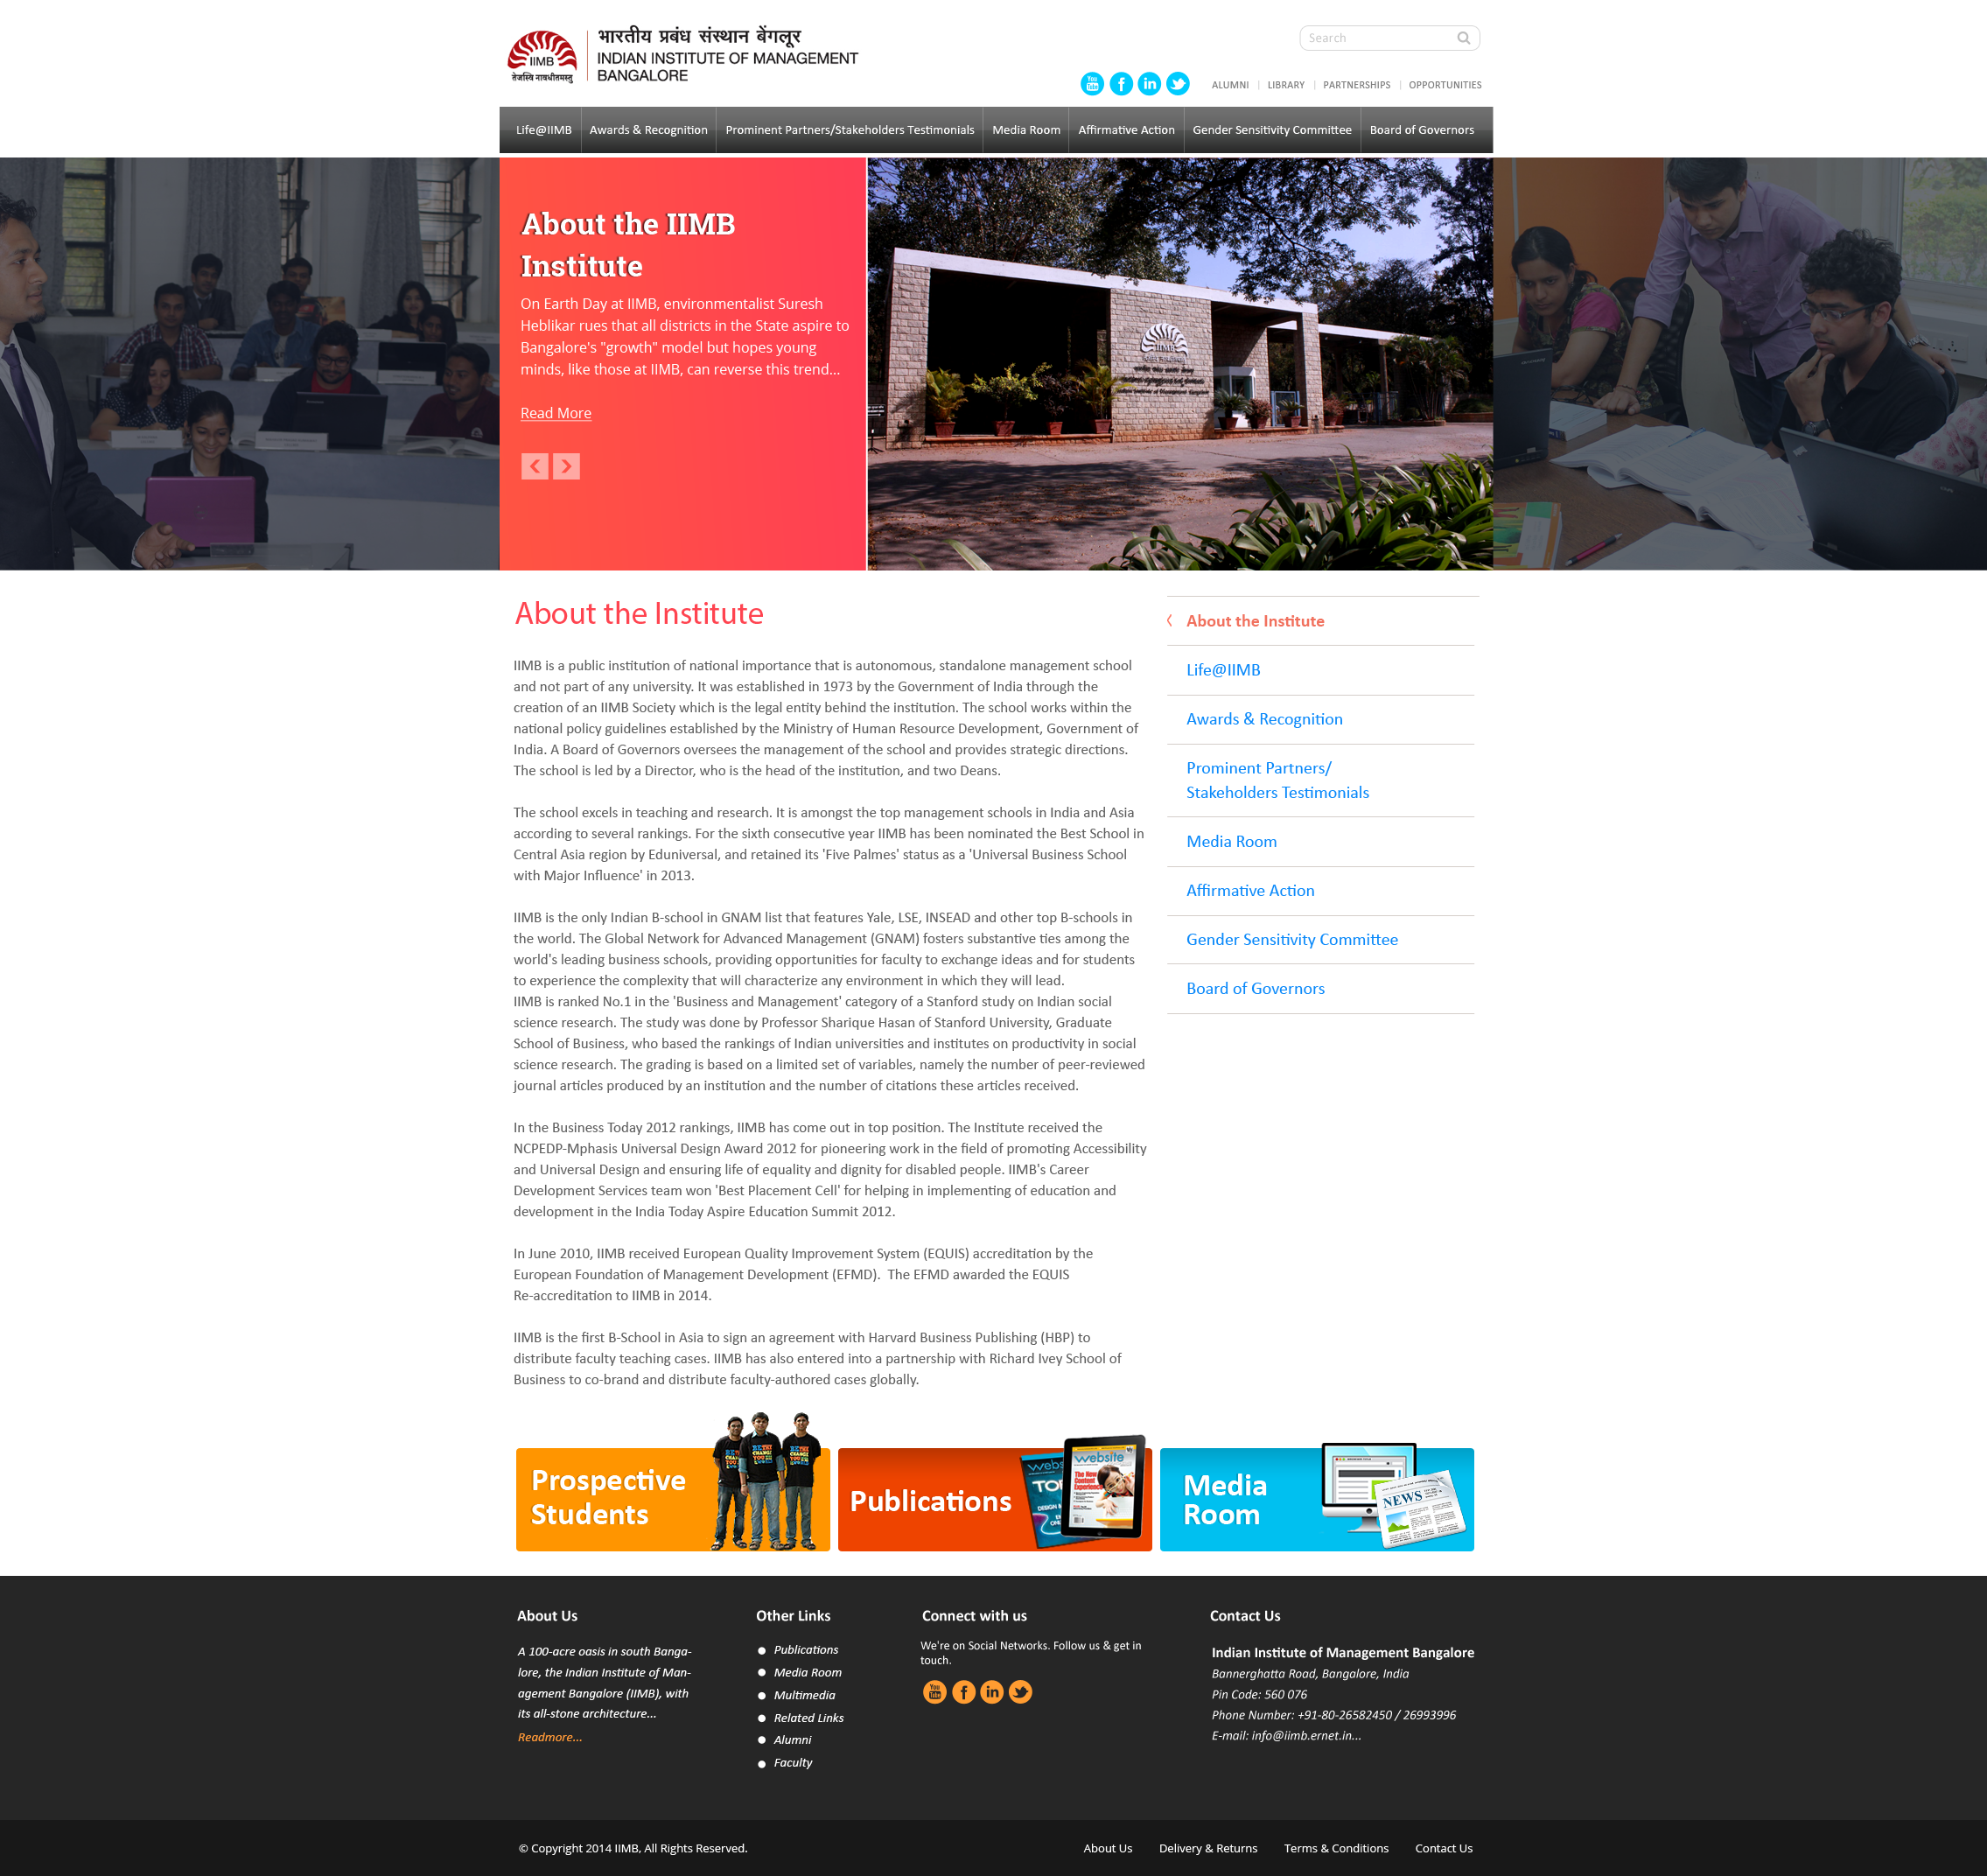 IIMB
तेजस्वि नावधीतमस्तु
भारतीय प्रबंध संस्थान बेंगलूर
INDIAN INSTITUTE OF MANAGEMENT
BANGALORE
Search
You
Tube
ALUMNI
LIBRARY
PARTNERSHIPS
OPPORTUNITIES
Life@IIMB
Awards & Recognition
Prominent Partners/Stakeholders Testimonials
Media Room
Affirmative Action
Gender Sensitivity Committee
Board of Governors
About the IIMB
Institute
On Earth Day at IIMB, environmentalist Suresh
Heblikar rues that all districts in the State aspire to
Bangalore's "growth" model but hopes young
minds, like those at IIMB, can reverse this trend...
Read More
IIMB
About the Institute
IIMB is a public institution of national importance that is autonomous, standalone management school
and not part of any university. It was established in 1973 by the Government of India through the
creation of an IIMB Society which is the legal entity behind the institution. The school works within the
national policy guidelines established by the Ministry of Human Resource Development, Government of
India. A Board of Governors oversees the management of the school and provides strategic directions.
The school is led by a Director, who is the head of the institution, and two Deans.
The school excels in teaching and research. It is amongst the top management schools in India and Asia
according to several rankings. For the sixth consecutive year IIMB has been nominated the Best School in
Central Asia region by Eduniversal, and retained its 'Five Palmes' status as a 'Universal Business School
with Major Influence' in 2013.
IIMB is the only Indian B-school in GNAM list that features Yale, LSE, INSEAD and other top B-schools in
the world. The Global Network for Advanced Management (GNAM) fosters substantive ties among the
world's leading business schools, providing opportunities for faculty to exchange ideas and for students
to experience the complexity that will characterize any environment in which they will lead.
IIMB is ranked No.1 in the 'Business and Management' category of a Stanford study on Indian social
science research. The study was done by Professor Sharique Hasan of Stanford University, Graduate
School of Business, who based the rankings of Indian universities and institutes on productivity in social
science research. The grading is based on a limited set of variables, namely the number of peer-reviewed
journal articles produced by an institution and the number of citations these articles received.
In the Business Today 2012 rankings, IIMB has come out in top position. The Institute received the
NCPEDP-Mphasis Universal Design Award 2012 for pioneering work in the field of promoting Accessibility
and Universal Design and ensuring life of equality and dignity for disabled people. IIMB's Career
Development Services team won 'Best Placement Cell' for helping in implementing of education and
development in the India Today Aspire Education Summit 2012.
In June 2010, IIMB received European Quality Improvement System (EQUIS) accreditation by the
European Foundation of Management Development (EFMD).  The EFMD awarded the EQUIS
Re-accreditation to IIMB in 2014.
IIMB is the first B-School in Asia to sign an agreement with Harvard Business Publishing (HBP) to
distribute faculty teaching cases. IIMB has also entered into a partnership with Richard Ivey School of
Business to co-brand and distribute faculty-authored cases globally.
About the Institute
Life@IIMB
Awards & Recognition
Prominent Partners/
Stakeholders Testimonials
Media Room
Affirmative Action
Gender Sensitivity Committee
Board of Governors
Prospective
Students
Publications
website
The New
Content
Experience
Media
Room
NEWS
About Us
A 100-acre oasis in south Banga-
lore, the Indian Institute of Man-
agement Bangalore (IIMB), with
its all-stone architecture...
Readmore...
Other Links
Publications
Media Room
Multimedia
Related Links
Alumni
Faculty
Connect with us
We're on Social Networks. Follow us & get in
touch.
You
Tube
Contact Us
Indian Institute of Management Bangalore
Bannerghatta Road, Bangalore, India
Pin Code: 560 076
Phone Number: +91-80-26582450 / 26993996
E-mail: info@iimb.ernet.in...
© Copyright 2014 IIMB, All Rights Reserved.
About Us
Delivery & Returns
Terms & Conditions
Contact Us